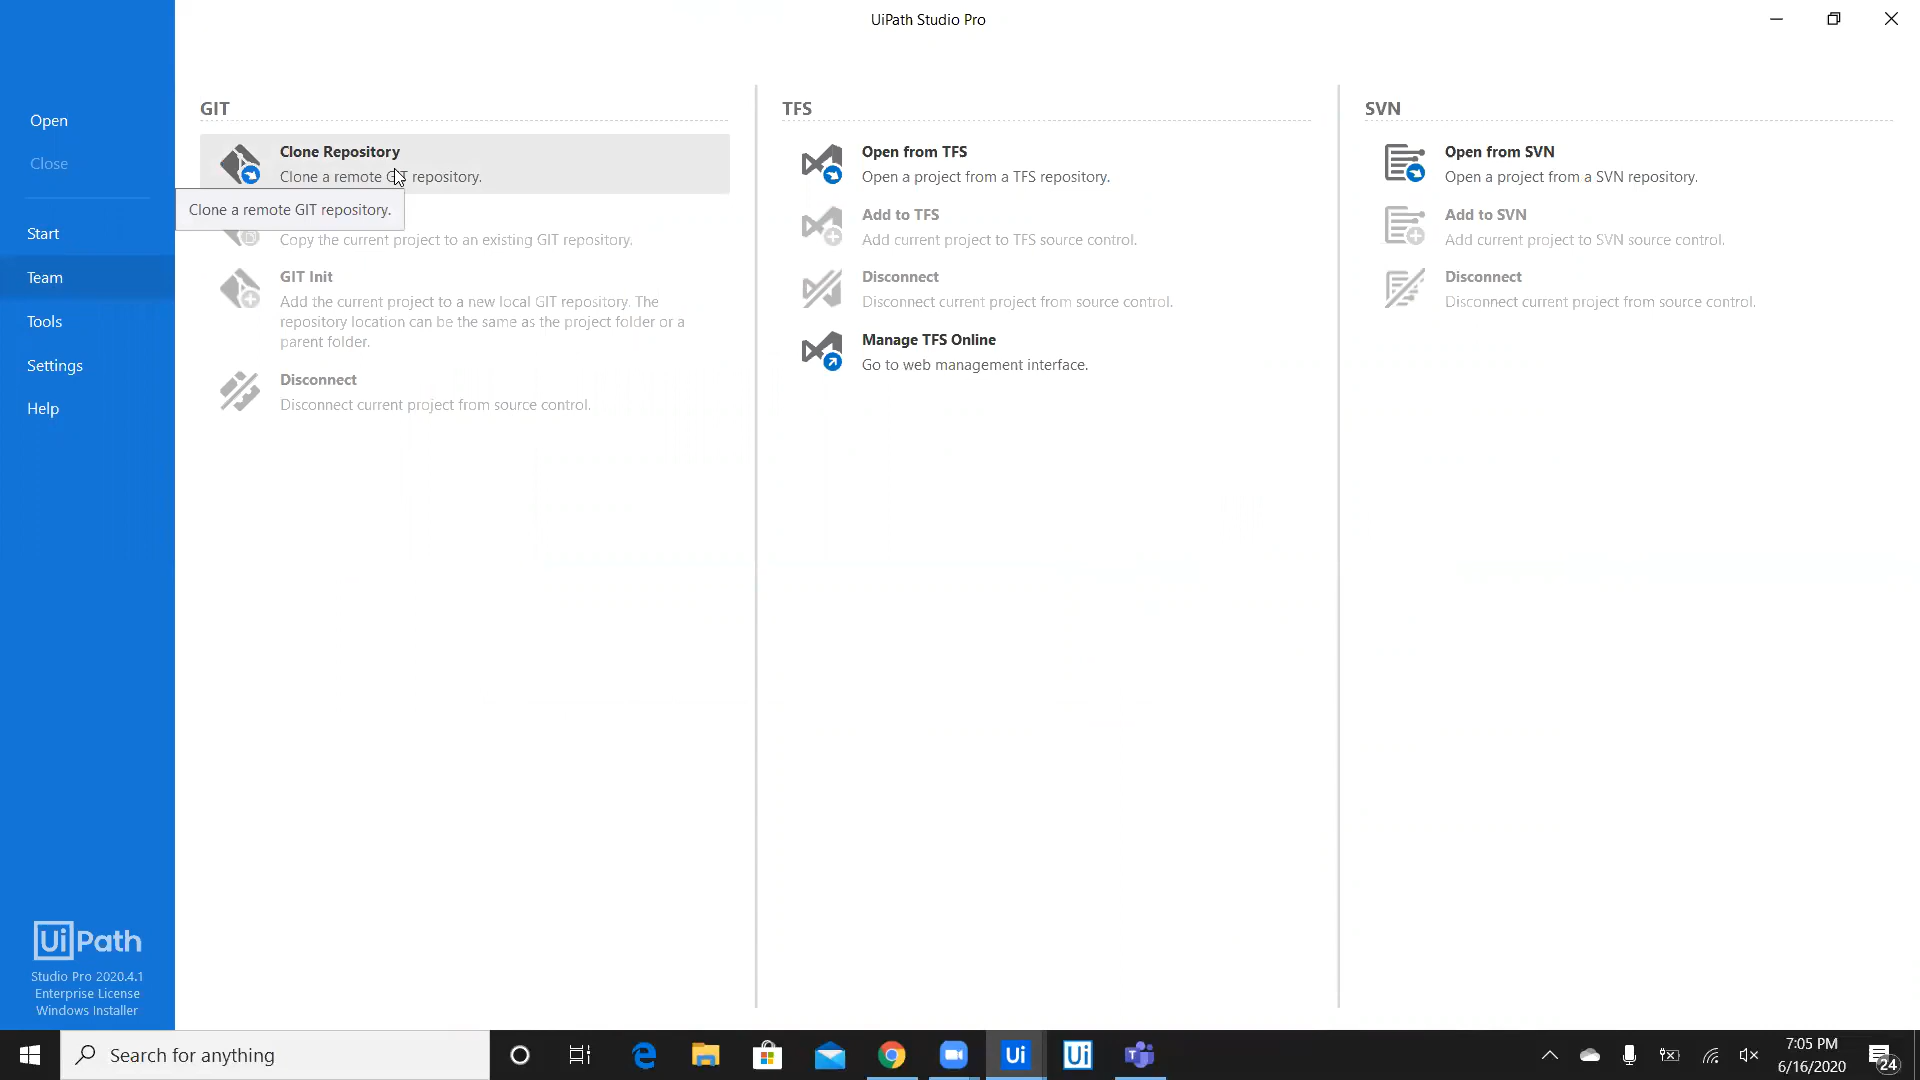 UiPath Studio Pro
Open
Close
Start
Team
Tools
Settings
Help
UiPath
Studio Pro 2020.4.1
Enterprise License
Windows Installer
GIT
Clone Repository
Clone a remote GIT repository.
Clone a remote GIT repository.
Copy the current project to an existing GIT repository.
GIT Init
Add the current project to a new local GIT repository. The
repository location can be the same as the project folder or a
parent folder.
Disconnect
Disconnect current project from source control.
TFS
Open from TFS
Open a project from a TFS repository.
Add to TFS
Add current project to TFS source control.
Disconnect
Disconnect current project from source control.
Manage TFS Online
Go to web management interface.
SVN
Open from SVN
Open a project from a SVN repository.
Add to SVN
Add current project to SVN source control.
Disconnect
Disconnect current project from source control.
Search for anything
Ui
Ui
7:05 PM
6/16/2020
24